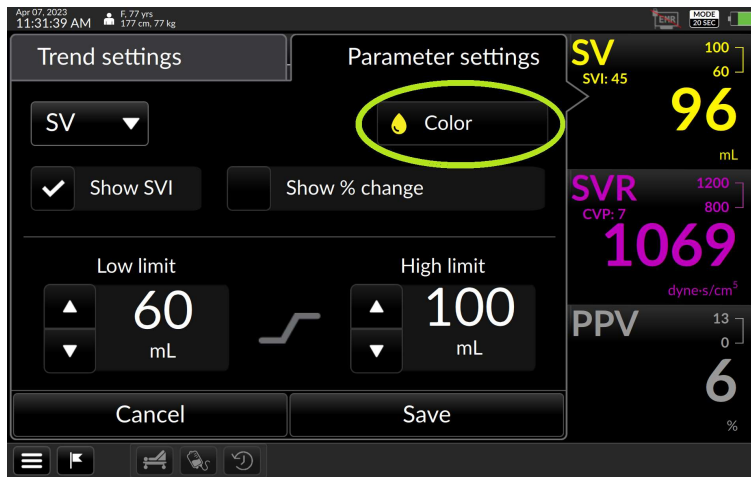 Apr 07, 2023
11:31:39 AM
F, 77 yrs
177 cm, 77 kg
EMR
MODE
20 SEC
Trend settings
Parameter settings
SV
Color
Show SVI
Show % change
Low limit
High limit
60
mL
100
mL
Cancel
Save
SV
100
SVI: 45
60
96
mL
SVR
1200
CVP: 7
800
1069
dyne·s/cm⁵
PPV
13
0
6
%